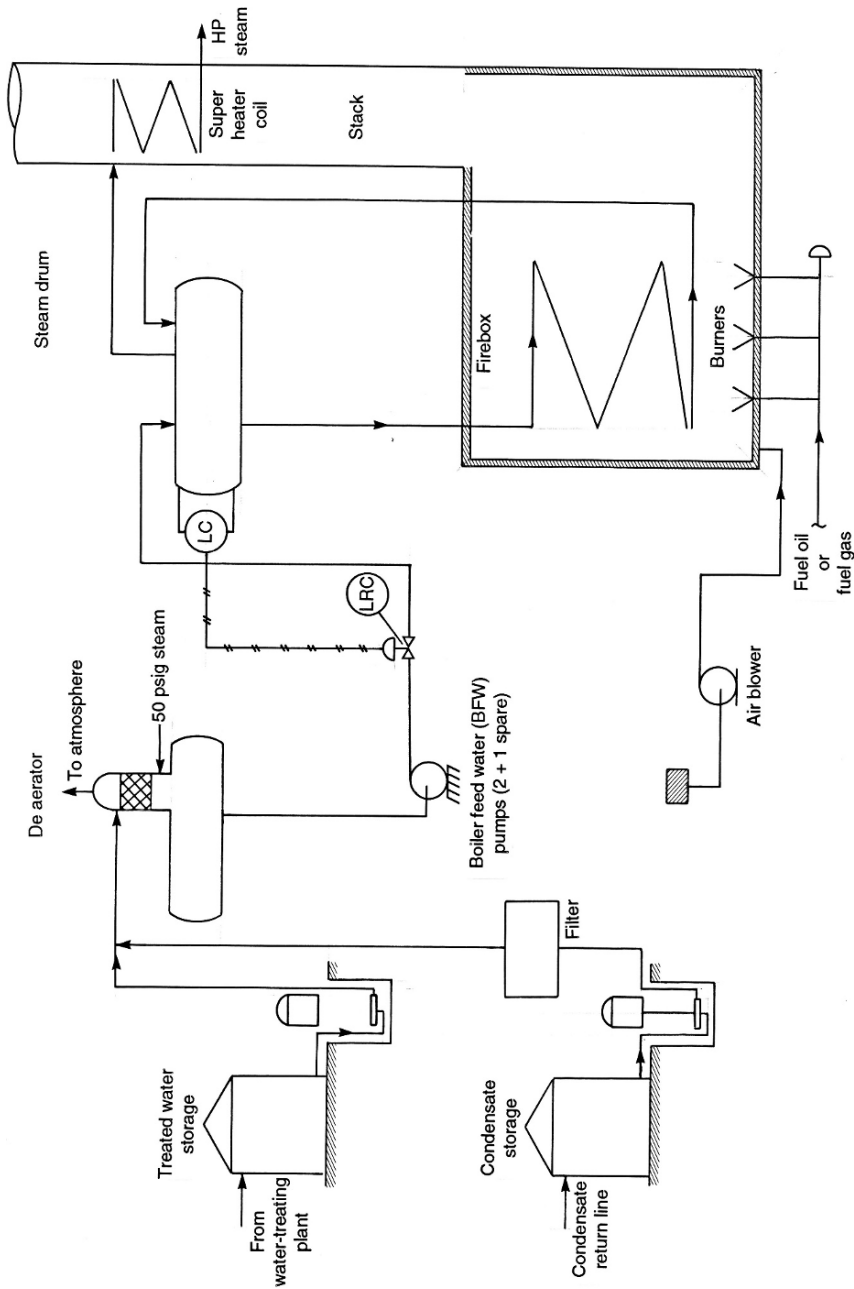 De aerator
Steam drum
To atmosphere
50 psig steam
Treated water
storage
From
water-treating
plant
LC
Super
heater
coil
HP
steam
Stack
LRC
Boiler feed water (BFW)
pumps (2 + 1 spare)
Condensate
storage
Condensate
return line
Filter
Firebox
Burners
Air blower
Fuel oil
or
fuel gas